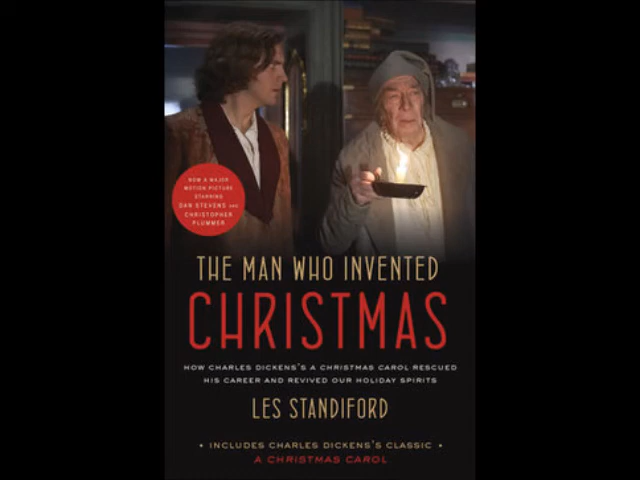 NOW A MAJOR
MOTION PICTURE
STARRING
DAN STEVENS AND
CHRISTOPHER
PLUMMER
THE MAN WHO INVENTED
CHRISTMAS
HOW CHARLES DICKENS'S A CHRISTMAS CAROL RESCUED
HIS CAREER AND REVIVED OUR HOLIDAY SPIRITS
LES STANDIFORD
• INCLUDES CHARLES DICKENS'S CLASSIC •
A CHRISTMAS CAROL